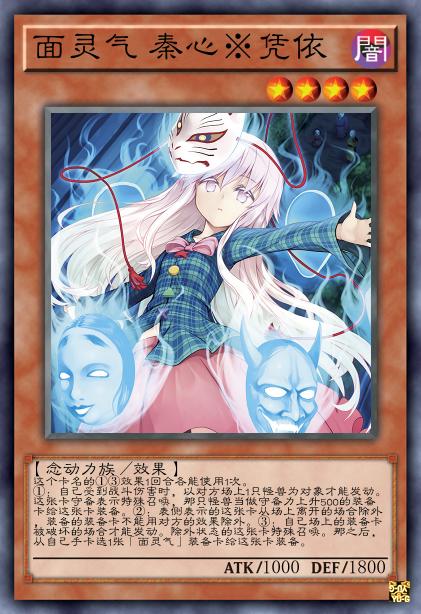 面灵气 秦心※凭依
闇
【念动力族／效果】
这个卡名的①③效果1回合各能使用1次。
①：自己受到战斗伤害时，以对方场上1只怪兽为对象才能发动。
这张卡守备表示特殊召唤，那只怪兽当做守备力上升500的装备
卡给这张卡装备。②：表侧表示的这张卡从场上离开的场合除外
，装备的装备卡不能用对方的效果除外。③：自己场上的装备卡
被破坏的场合才能发动。除外状态的这张卡特殊召唤。那之后，
从自己手卡选1张「面灵气」装备卡给这张卡装备。
ATK/1000 DEF/1800